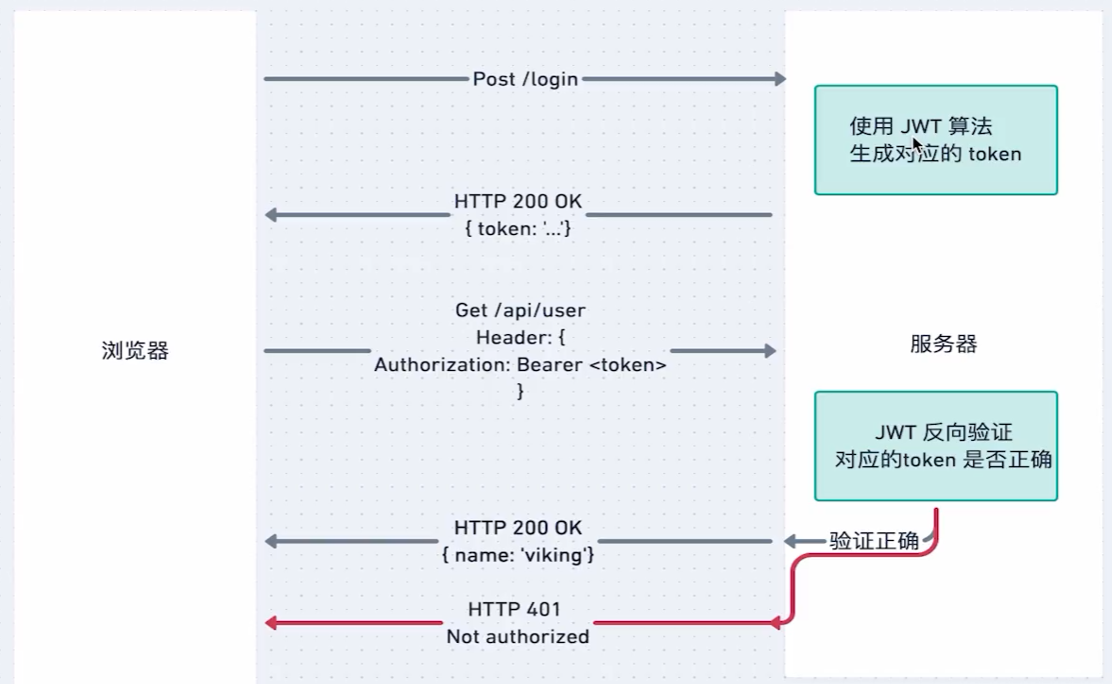 Post /login
使用 JWT 算法
生成对应的 token
HTTP 200 OK
{ token: '...'}
Get /api/user
Header: {
Authorization: Bearer <token>
}
浏览器
服务器
JWT 反向验证
对应的token 是否正确
HTTP 200 OK
{ name: 'viking'}
验证正确
HTTP 401
Not authorized